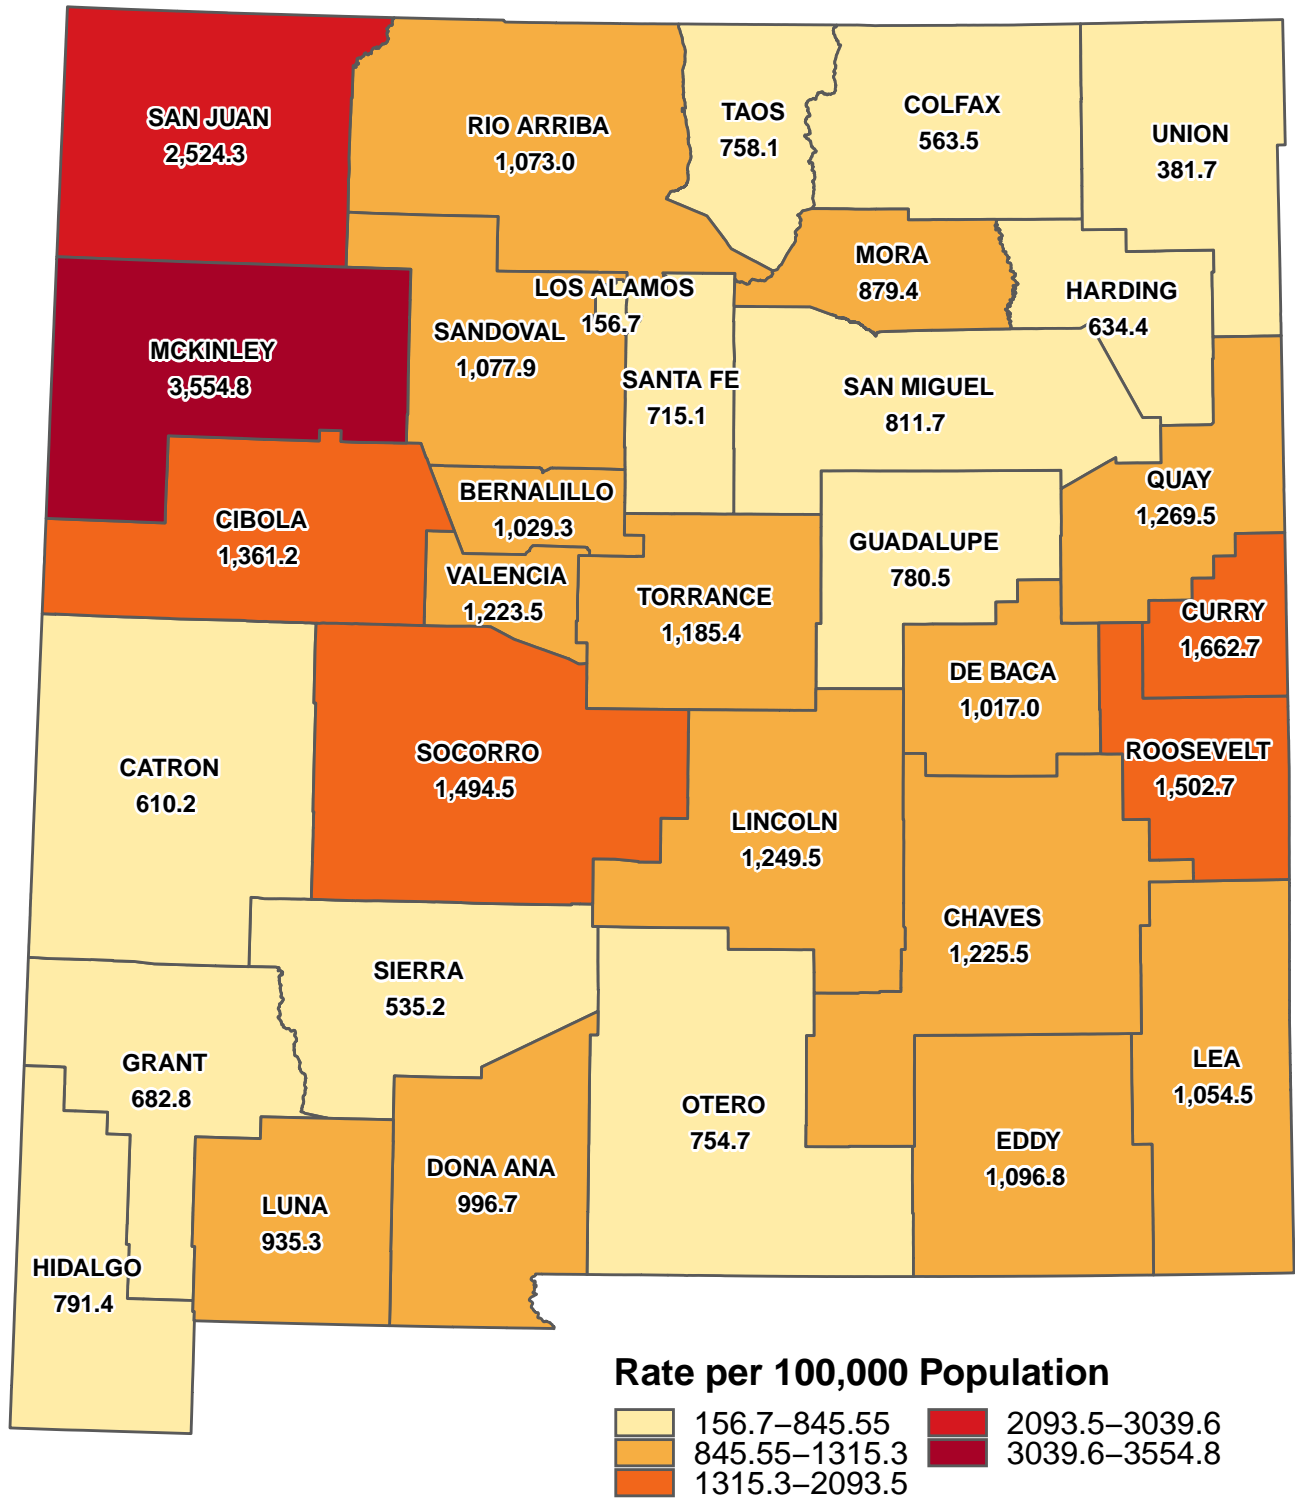 SAN JUAN
2,524.3
RIO ARRIBA
1,073.0
TAOS
758.1
COLFAX
563.5
UNION
381.7
MORA
879.4
HARDING
634.4
LOS ALAMOS
156.7
SANDOVAL
1,077.9
MCKINLEY
3,554.8
SANTA FE
715.1
SAN MIGUEL
811.7
QUAY
1,269.5
BERNALILLO
1,029.3
CIBOLA
1,361.2
GUADALUPE
780.5
VALENCIA
1,223.5
TORRANCE
1,185.4
CURRY
1,662.7
DE BACA
1,017.0
ROOSEVELT
1,502.7
SOCORRO
1,494.5
CATRON
610.2
LINCOLN
1,249.5
CHAVES
1,225.5
SIERRA
535.2
GRANT
682.8
LEA
1,054.5
OTERO
754.7
EDDY
1,096.8
DONA ANA
996.7
LUNA
935.3
HIDALGO
791.4
Rate per 100,000 Population
156.7–845.55
845.55–1315.3
1315.3–2093.5
2093.5–3039.6
3039.6–3554.8